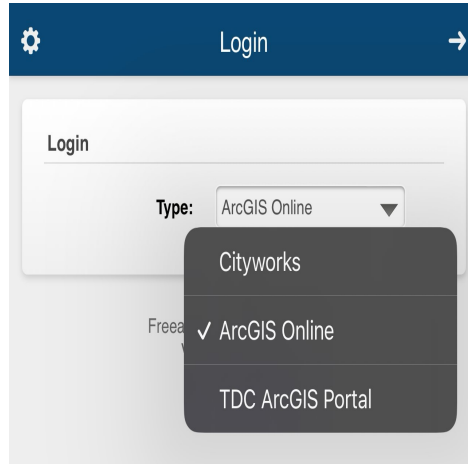 Login
Login
Type: ArcGIS Online
Cityworks
✓ ArcGIS Online
TDC ArcGIS Portal